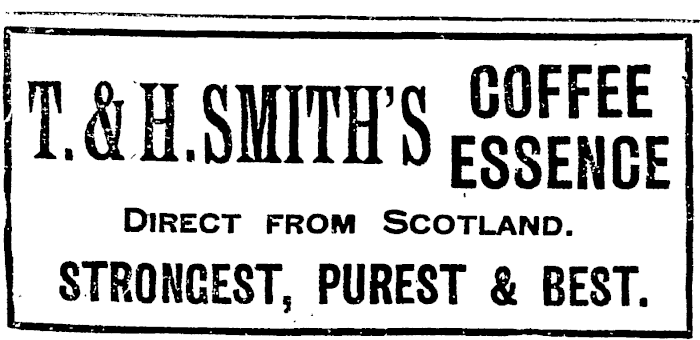 T. & H. SMITH'S COFFEE ESSENCE
DIRECT FROM SCOTLAND.
STRONGEST, PUREST & BEST.